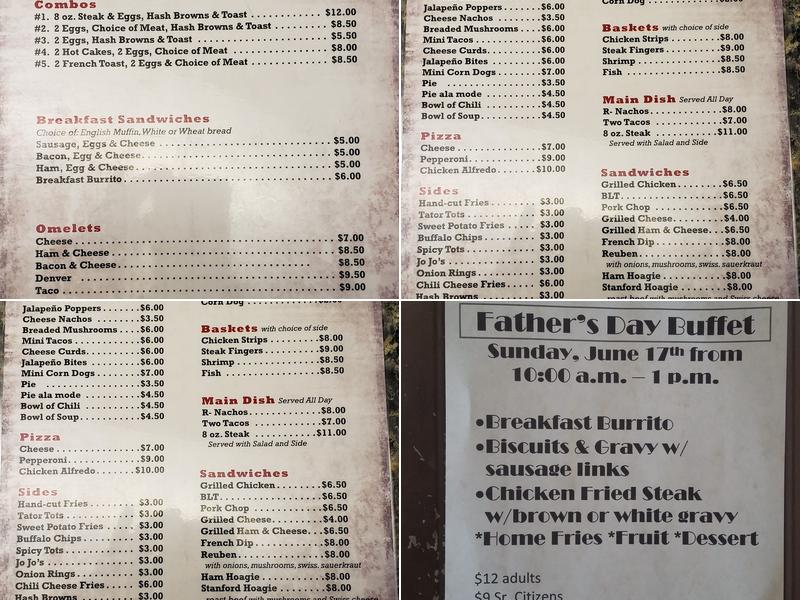 Combos
#1. 8 oz. Steak & Eggs, Hash Browns & Toast . . . . . . . . . . . . . . . $12.00
#2. 2 Eggs, Choice of Meat, Hash Browns & Toast . . . . . . . . . . . $8.50
#3. 2 Eggs, Hash Browns & Toast . . . . . . . . . . . . . . . . . . . . . . $5.50
#4. 2 Hot Cakes, 2 Eggs, Choice of Meat . . . . . . . . . . . . . . . . . $8.00
#5. 2 French Toast, 2 Eggs & Choice of Meat . . . . . . . . . . . . . . $8.50
Breakfast Sandwiches
Choice of: English Muffin, White or Wheat bread
Sausage, Eggs & Cheese . . . . . . . . . . . . . . . . . . . . . . . . $5.00
Bacon, Egg & Cheese. . . . . . . . . . . . . . . . . . . . . . . . . . $5.00
Ham, Egg & Cheese . . . . . . . . . . . . . . . . . . . . . . . . . . $5.00
Breakfast Burrito. . . . . . . . . . . . . . . . . . . . . . . . . . . . $6.00
Omelets
Cheese . . . . . . . . . . . . . . . . . . . . . . . . . . . . . . . . . . $7.00
Ham & Cheese . . . . . . . . . . . . . . . . . . . . . . . . . . . . . $8.50
Bacon & Cheese. . . . . . . . . . . . . . . . . . . . . . . . . . . . . $8.50
Denver . . . . . . . . . . . . . . . . . . . . . . . . . . . . . . . . . . $9.50
Taco . . . . . . . . . . . . . . . . . . . . . . . . . . . . . . . . . . . $9.00
Jalapeño Poppers . . . . $6.00
Cheese Nachos . . . . . . $3.50
Breaded Mushrooms . . . . $6.00
Mini Tacos . . . . . . . . $6.00
Cheese Curds. . . . . . . $6.00
Jalapeño Bites . . . . . . $6.00
Mini Corn Dogs . . . . . . $7.00
Pie . . . . . . . . . . . $3.50
Pie ala mode . . . . . . . $4.50
Bowl of Chili . . . . . . $4.50
Bowl of Soup. . . . . . . $4.50
Pizza
Cheese . . . . . . . . . . $7.00
Pepperoni. . . . . . . . . $9.00
Chicken Alfredo. . . . . . $10.00
Sides
Hand-cut Fries . . . . . . $3.00
Tator Tots . . . . . . . . $3.00
Sweet Potato Fries . . . . $3.00
Buffalo Chips . . . . . . $3.00
Spicy Tots . . . . . . . . $3.00
Jo Jo's . . . . . . . . . $3.00
Onion Rings. . . . . . . . $3.00
Chili Cheese Fries. . . . $6.00
Hash Browns . . . . . . . $3.00
Corn Dog
Baskets with choice of side
Chicken Strips . . . . . . $8.00
Steak Fingers. . . . . . . $9.00
Shrimp . . . . . . . . . . $8.50
Fish . . . . . . . . . . . $8.50
Main Dish Served All Day
R- Nachos. . . . . . . . . $8.00
Two Tacos . . . . . . . . $7.00
8 oz. Steak . . . . . . . $11.00
Served with Salad and Side
Sandwiches
Grilled Chicken. . . . . . $6.50
BLT. . . . . . . . . . . . $6.50
Pork Chop . . . . . . . . $6.50
Grilled Cheese. . . . . . $4.00
Grilled Ham & Cheese. . . $6.50
French Dip . . . . . . . . $8.00
Reuben. . . . . . . . . . $8.00
with onions, mushrooms, swiss. sauerkraut
Ham Hoagie . . . . . . . . $8.00
Stanford Hoagie . . . . . $8.00
roast beef with mushrooms and Swiss cheese
Jalapeño Poppers . . . . $6.00
Cheese Nachos . . . . . . $3.50
Breaded Mushrooms . . . . $6.00
Mini Tacos . . . . . . . . $6.00
Cheese Curds. . . . . . . $6.00
Jalapeño Bites . . . . . . $6.00
Mini Corn Dogs . . . . . . $7.00
Pie . . . . . . . . . . . $3.50
Pie ala mode . . . . . . . $4.50
Bowl of Chili . . . . . . $4.50
Bowl of Soup. . . . . . . $4.50
Pizza
Cheese . . . . . . . . . . $7.00
Pepperoni. . . . . . . . . $9.00
Chicken Alfredo. . . . . . $10.00
Sides
Hand-cut Fries . . . . . . $3.00
Tator Tots . . . . . . . . $3.00
Sweet Potato Fries . . . . $3.00
Buffalo Chips . . . . . . $3.00
Spicy Tots . . . . . . . . $3.00
Jo Jo's . . . . . . . . . $3.00
Onion Rings. . . . . . . . $3.00
Chili Cheese Fries . . . . $6.00
Hash Browns . . . . . . . $3.00
Corn Dog
Baskets with choice of side
Chicken Strips . . . . . . $8.00
Steak Fingers. . . . . . . $9.00
Shrimp . . . . . . . . . . $8.50
Fish . . . . . . . . . . . $8.50
Main Dish Served All Day
R- Nachos. . . . . . . . . $8.00
Two Tacos . . . . . . . . $7.00
8 oz. Steak . . . . . . . $11.00
Served with Salad and Side
Sandwiches
Grilled Chicken. . . . . . $6.50
BLT. . . . . . . . . . . . $6.50
Pork Chop . . . . . . . . $6.50
Grilled Cheese. . . . . . $4.00
Grilled Ham & Cheese. . . $6.50
French Dip . . . . . . . . $8.00
Reuben. . . . . . . . . . $8.00
with onions, mushrooms, swiss. sauerkraut
Ham Hoagie . . . . . . . . $8.00
Stanford Hoagie . . . . . $8.00
roast beef with mushrooms and Swiss cheese
Father's Day Buffet
Sunday, June 17th from
10:00 a.m. – 1 p.m.
•Breakfast Burrito
•Biscuits & Gravy w/
sausage links
•Chicken Fried Steak
w/brown or white gravy
*Home Fries *Fruit *Dessert
$12 adults
$9 Sr. Citizens